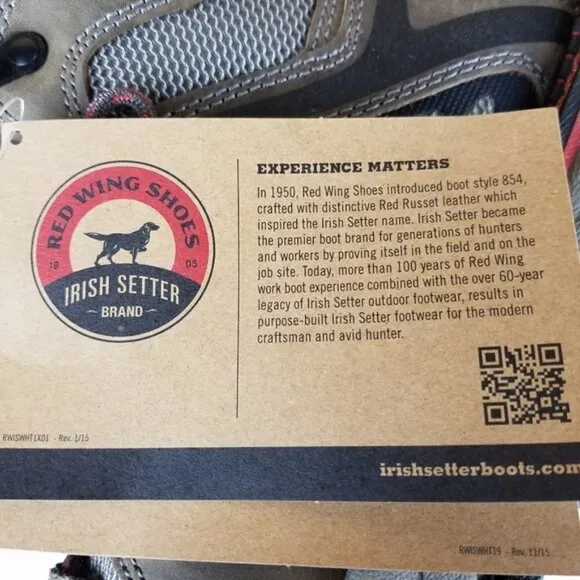 RED WING SHOES
19 05
IRISH SETTER
BRAND
EXPERIENCE MATTERS
In 1950, Red Wing Shoes introduced boot style 854,
crafted with distinctive Red Russet leather which
inspired the Irish Setter name. Irish Setter became
the premier boot brand for generations of hunters
and workers by proving itself in the field and on the
job site. Today, more than 100 years of Red Wing
work boot experience combined with the over 60-year
legacy of Irish Setter outdoor footwear, results in
purpose-built Irish Setter footwear for the modern
craftsman and avid hunter.
RWISWHT1X01 - Rev. 1/15
irishsetterboots.com
RWISWHT19 - Rev. 11/15